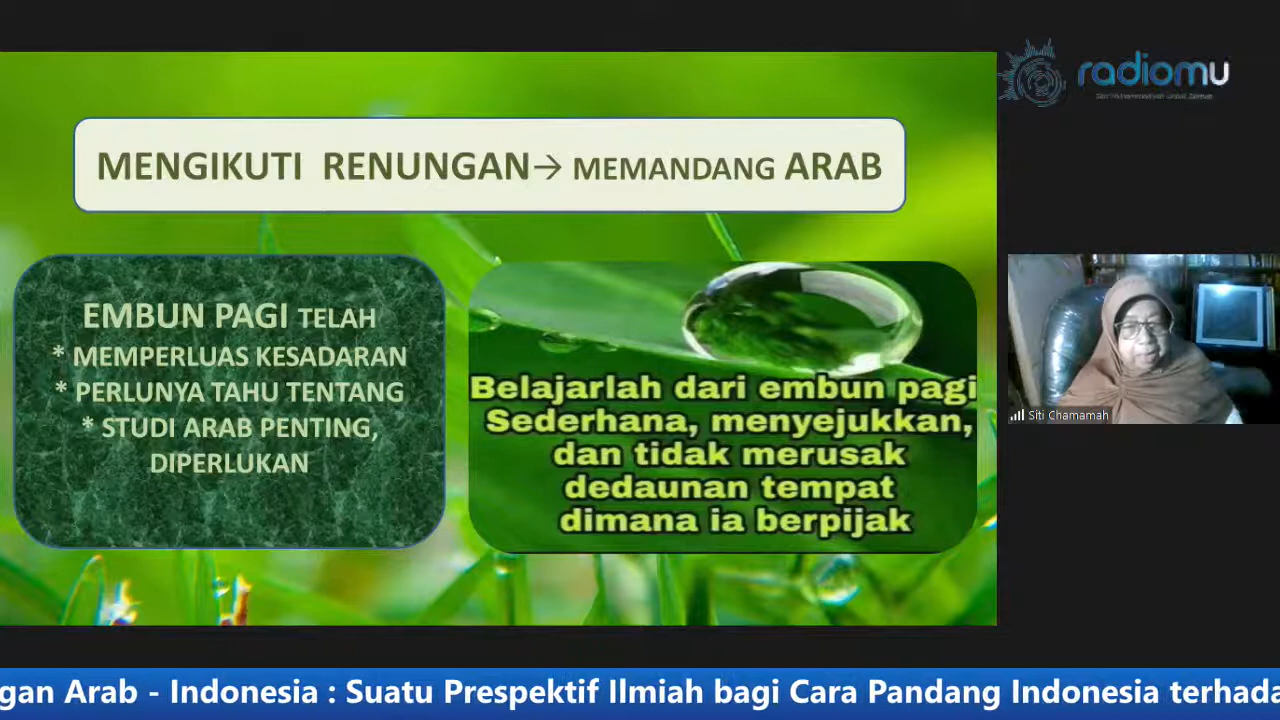 radiomu
MENGIKUTI RENUNGAN→ MEMANDANG ARAB
EMBUN PAGI TELAH
* MEMPERLUAS KESADARAN
* PERLUNYA TAHU TENTANG
* STUDI ARAB PENTING,
DIPERLUKAN
Belajarlah dari embun pagi
Sederhana, menyejukkan,
dan tidak merusak
dedaunan tempat
dimana ia berpijak
Siti Chamamah
gan Arab - Indonesia : Suatu Prespektif Ilmiah bagi Cara Pandang Indonesia terhada